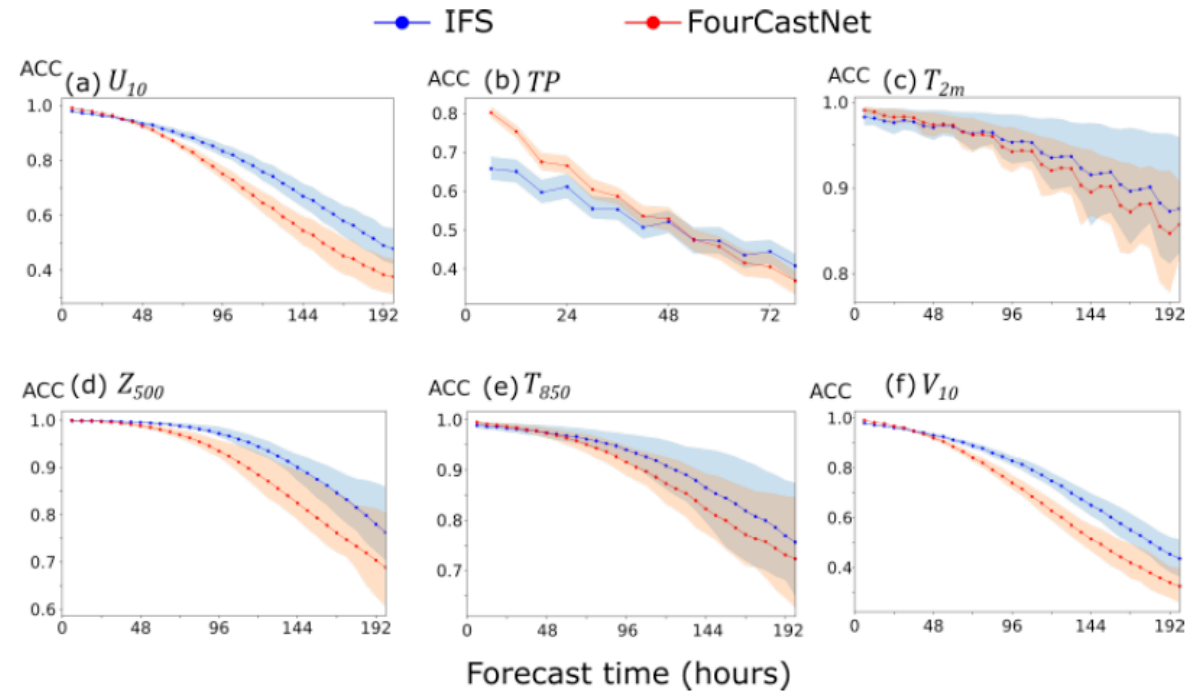 IFS FourCastNet
ACC (a) U10 ACC (b) TP ACC (c) T2m
1.0 0.8 0.6 0.4
0 48 96 144 192
0.8 0.7 0.6 0.5 0.4
0 24 48 72
1.0 0.9 0.8
0 48 96 144 192
ACC (d) Z500 ACC (e) T850 ACC (f) V10
1.0 0.9 0.8 0.7 0.6
0 48 96 144 192
1.0 0.9 0.8 0.7
0 48 96 144 192
1.0 0.8 0.6 0.4
0 48 96 144 192
Forecast time (hours)